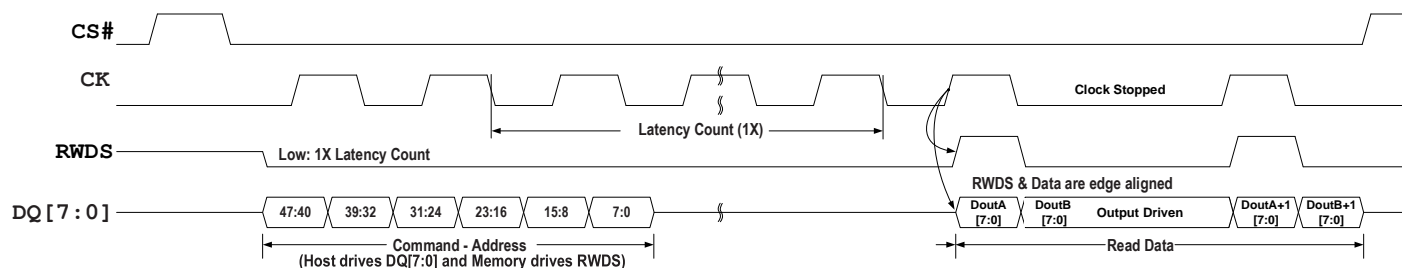 CS#
CK
Clock Stopped
Latency Count (1X)
RWDS
Low: 1X Latency Count
RWDS & Data are edge aligned
DQ[7:0]
47:40 39:32 31:24 23:16 15:8 7:0
DoutA [7:0]
DoutB [7:0]
Output Driven
DoutA+1 [7:0]
DoutB+1 [7:0]
Command - Address
(Host drives DQ[7:0] and Memory drives RWDS)
Read Data